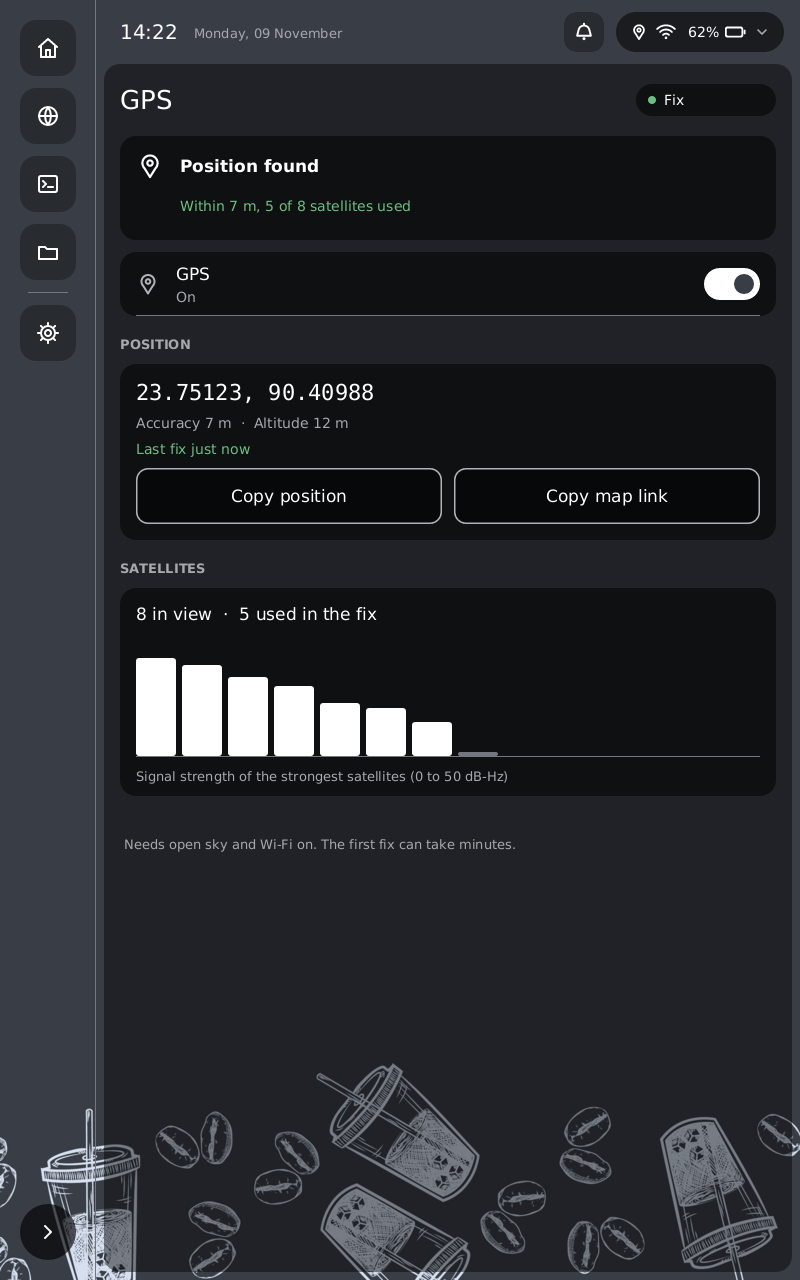 14:22 Monday, 09 November 62%
GPS Fix
Position found
Within 7 m, 5 of 8 satellites used
GPS
On
POSITION
23.75123, 90.40988
Accuracy 7 m · Altitude 12 m
Last fix just now
Copy position Copy map link
SATELLITES
8 in view · 5 used in the fix
Signal strength of the strongest satellites (0 to 50 dB-Hz)
Needs open sky and Wi-Fi on. The first fix can take minutes.